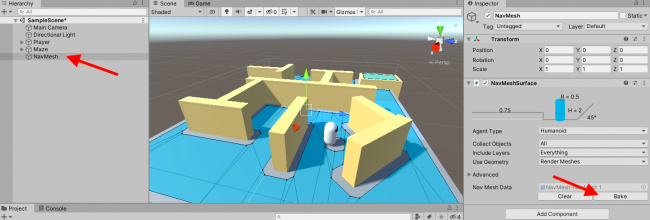 Hierarchy
All
SampleScene*
Main Camera
Directional Light
Player
Maze
NavMesh
Scene
Game
Shaded
2D
Gizmos
All
y
x
Persp
Project
Console
4
Inspector
NavMesh
Static
Tag Untagged Layer Default
Transform
Position X 0 Y 0 Z 0
Rotation X 0 Y 0 Z 0
Scale X 1 Y 1 Z 1
NavMeshSurface
R = 0.5
0.75
H = 2
45°
Agent Type Humanoid
Collect Objects All
Include Layers Everything
Use Geometry Render Meshes
Advanced
Nav Mesh Data
Clear
Bake
Add Component